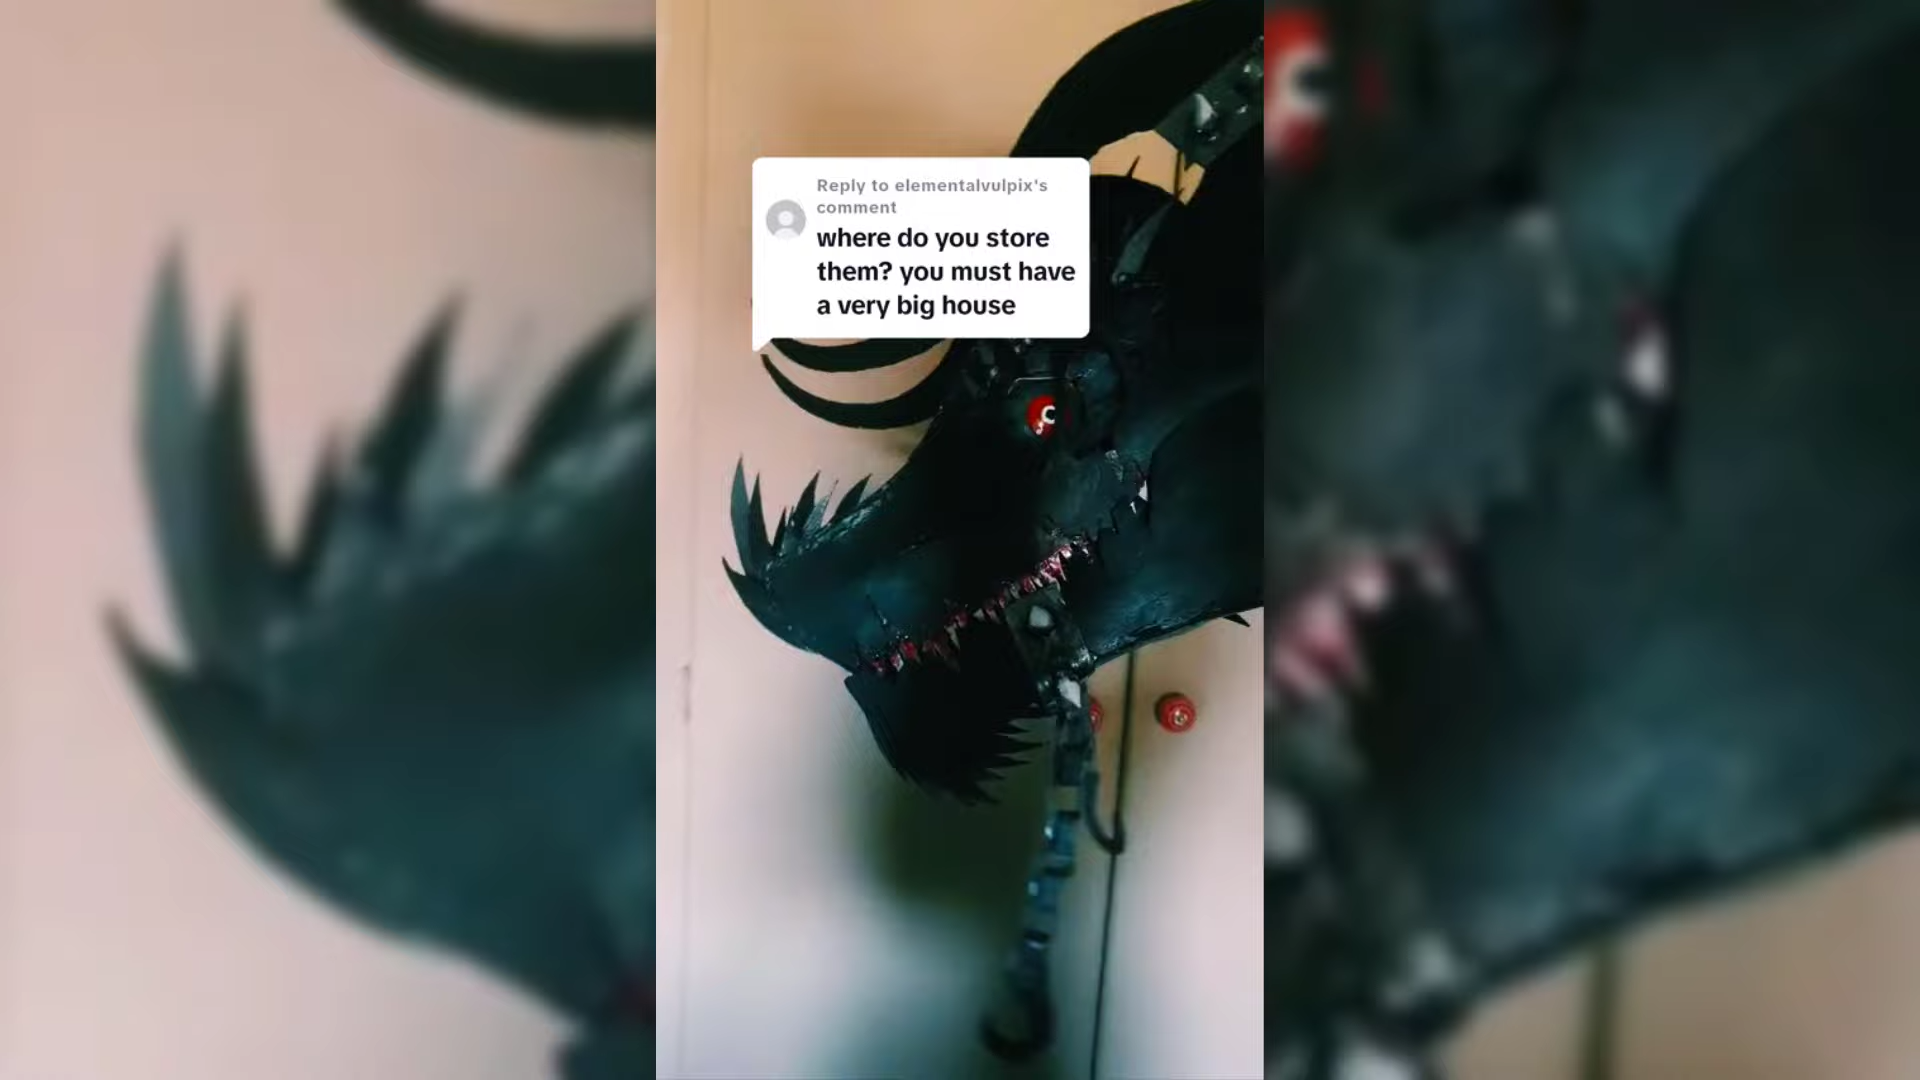 Reply to elementalvulpix's
comment
where do you store
them? you must have
a very big house